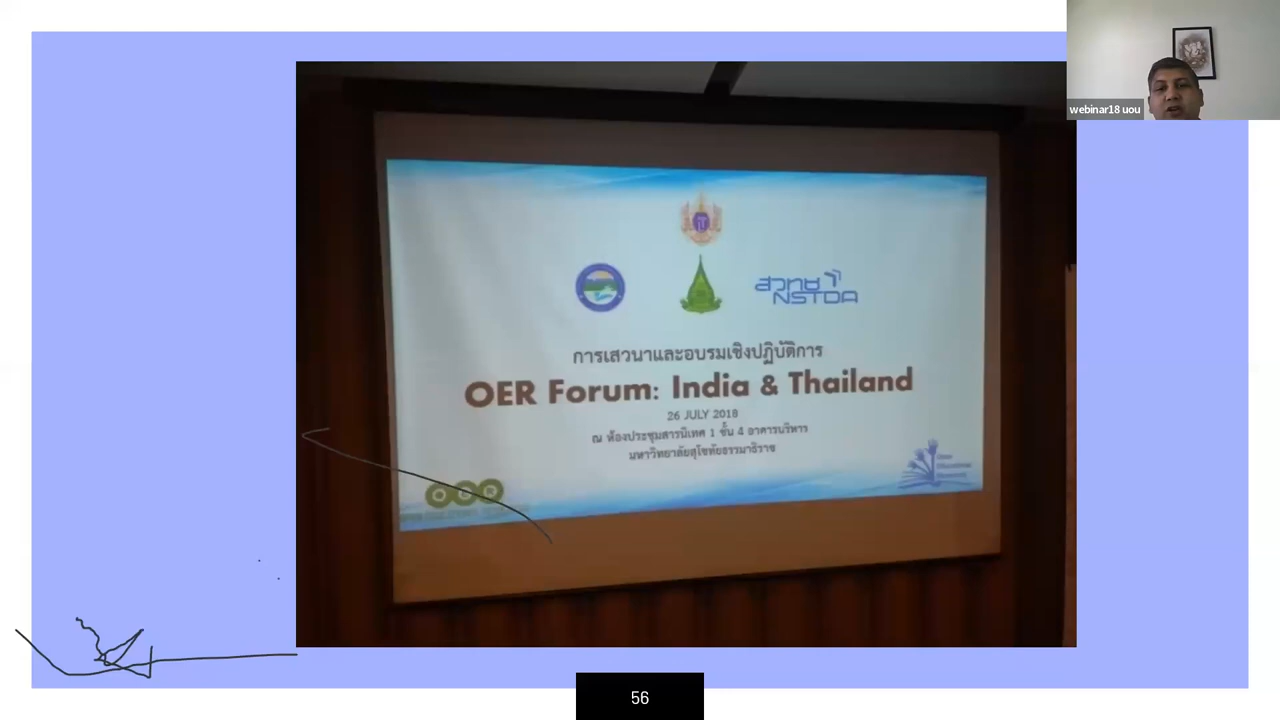 webinar18 uou
สวทช
NSTDA
การเสวนาและอบรมเชิงปฏิบัติการ
OER Forum: India & Thailand
26 JULY 2018
ณ ห้องประชุมสารนิเทศ 1 ชั้น 4 อาคารบริหาร
มหาวิทยาลัยสุโขทัยธรรมาธิราช
Open
Educational
OER
56